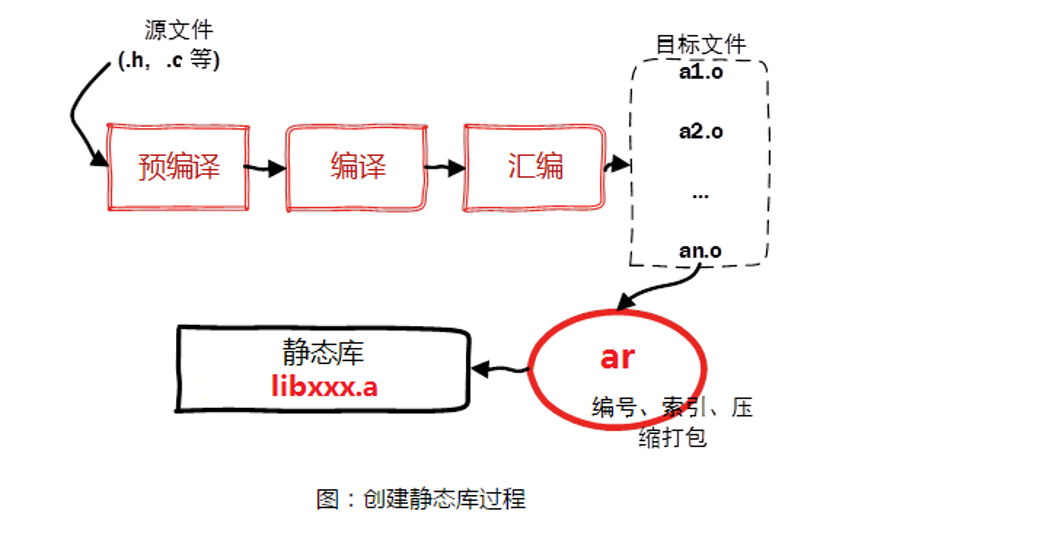 源文件
(.h，.c 等)
目标文件
a1.o
a2.o
...
an.o
预编译
编译
汇编
ar
编号、索引、压
缩打包
静态库
libxxx.a
图：创建静态库过程